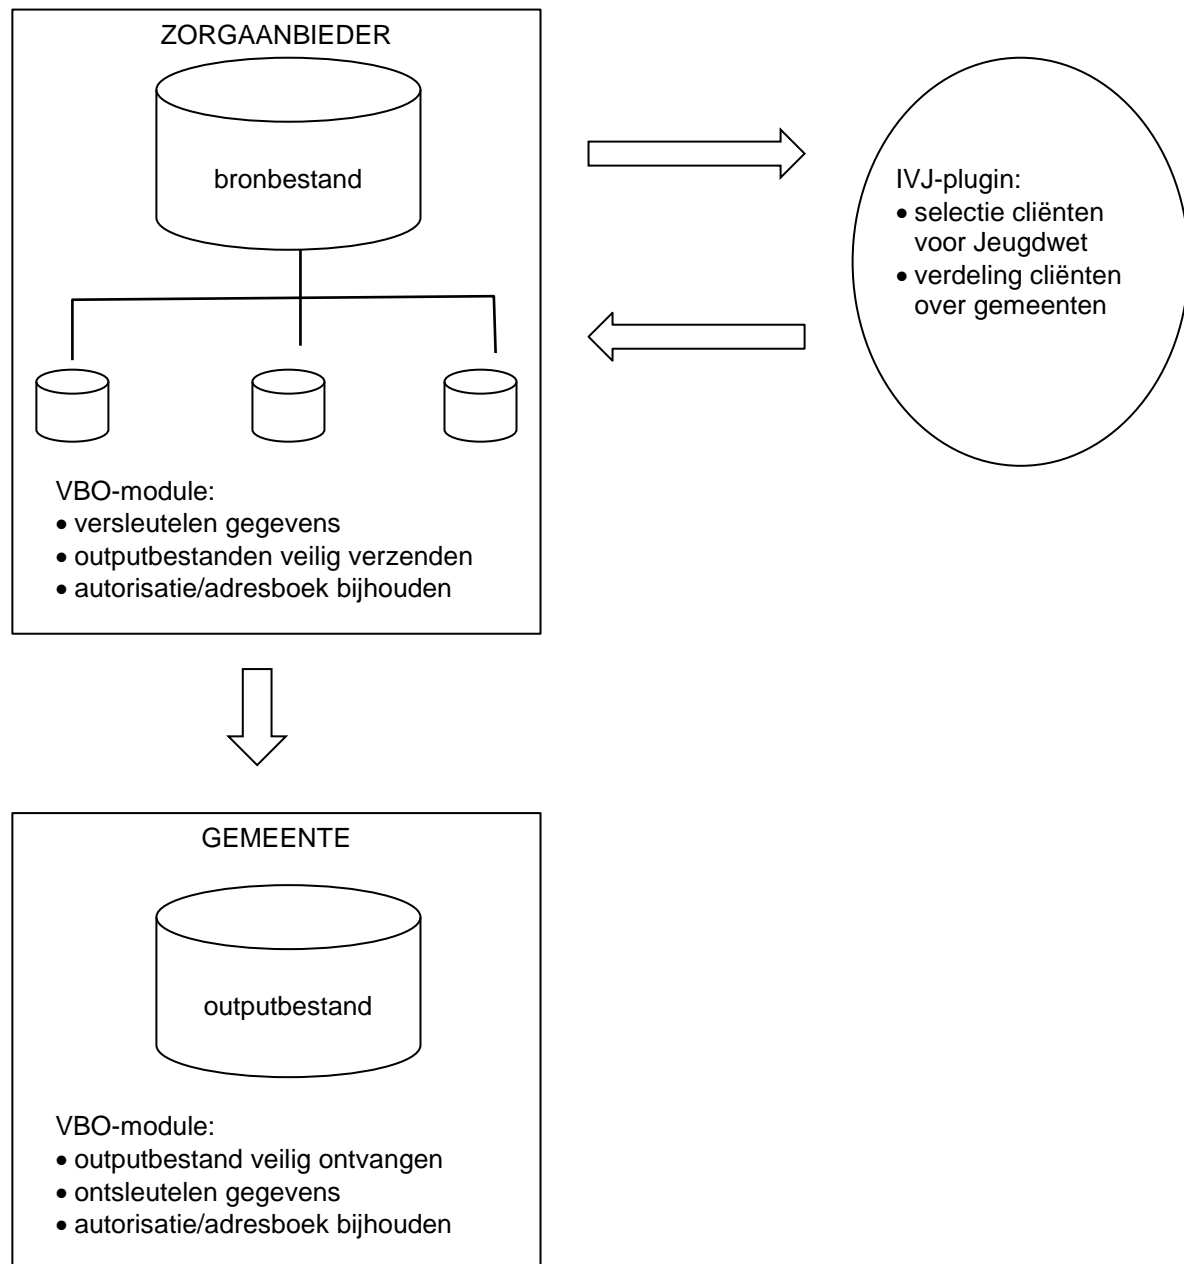 ZORGAANBIEDER
bronbestand
VBO-module:
• versleutelen gegevens
• outputbestanden veilig verzenden
• autorisatie/adresboek bijhouden
IVJ-plugin:
• selectie cliënten
voor Jeugdwet
• verdeling cliënten
over gemeenten
GEMEENTE
outputbestand
VBO-module:
• outputbestand veilig ontvangen
• ontsleutelen gegevens
• autorisatie/adresboek bijhouden